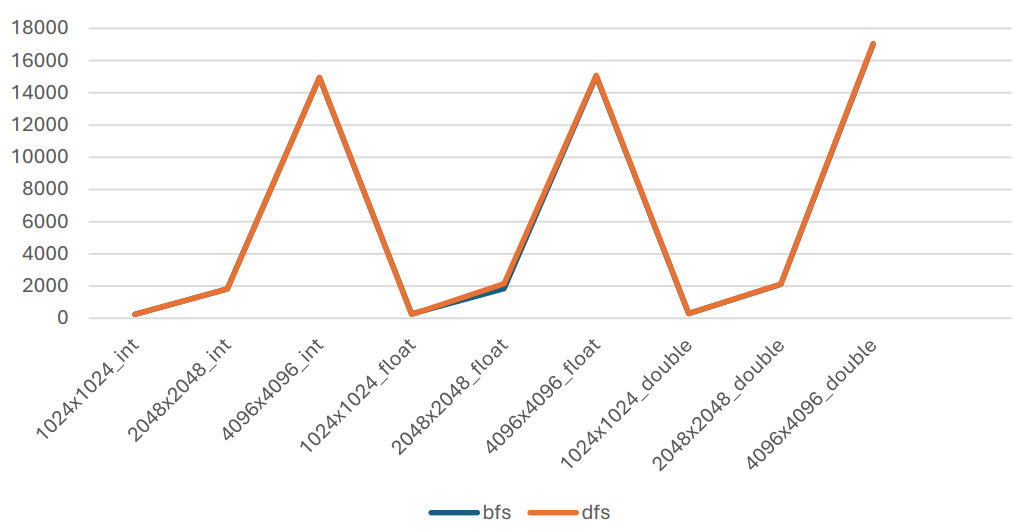 18000
16000
14000
12000
10000
8000
6000
4000
2000
0
1024x1024_int
2048x2048_int
4096x4096_int
1024x1024_float
2048x2048_float
4096x4096_float
1024x1024_double
2048x2048_double
4096x4096_double
bfs dfs